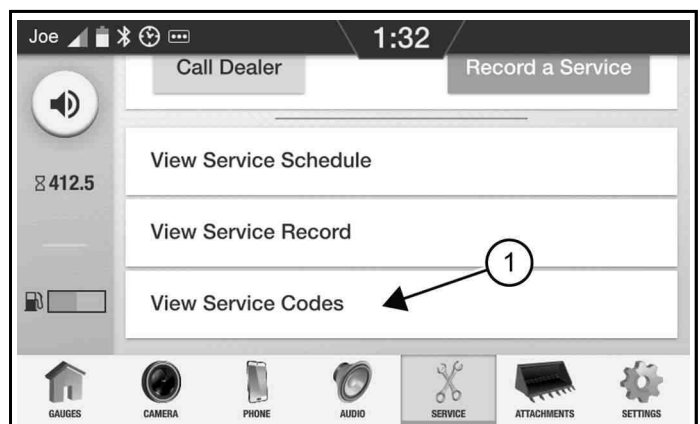 Joe 1:32
Call Dealer Record a Service
View Service Schedule
412.5
View Service Record
1
View Service Codes
GAUGES CAMERA PHONE AUDIO SERVICE ATTACHMENTS SETTINGS